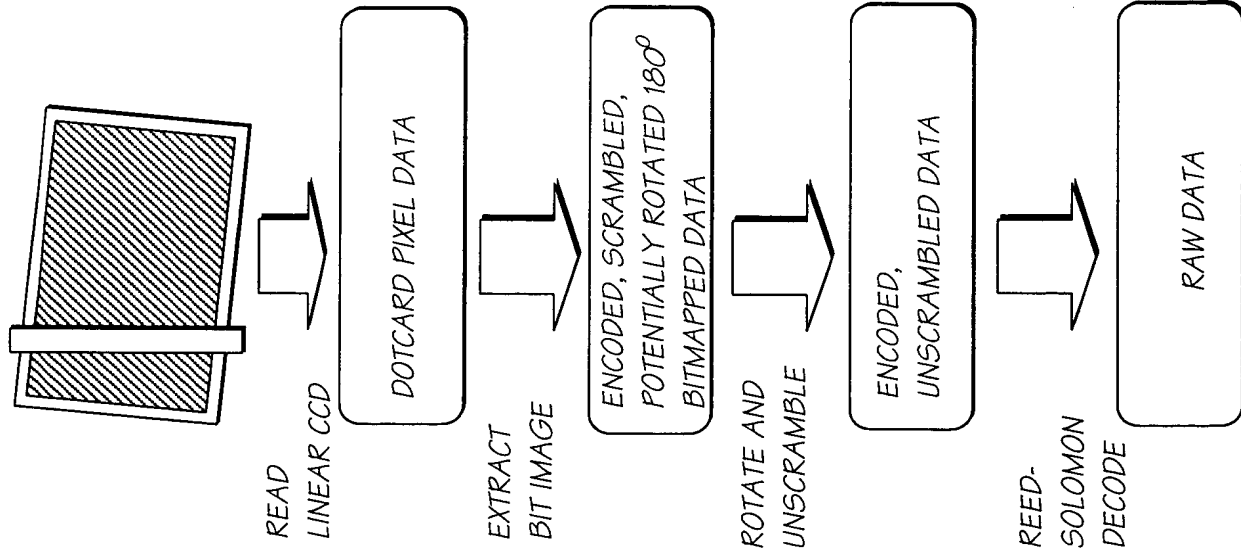 READ
LINEAR CCD
DOTCARD PIXEL DATA
EXTRACT
BIT IMAGE
ENCODED, SCRAMBLED,
POTENTIALLY ROTATED 180°
BITMAPPED DATA
ROTATE AND
UNSCRAMBLE
ENCODED,
UNSCRAMBLED DATA
REED-
SOLOMON
DECODE
RAW DATA